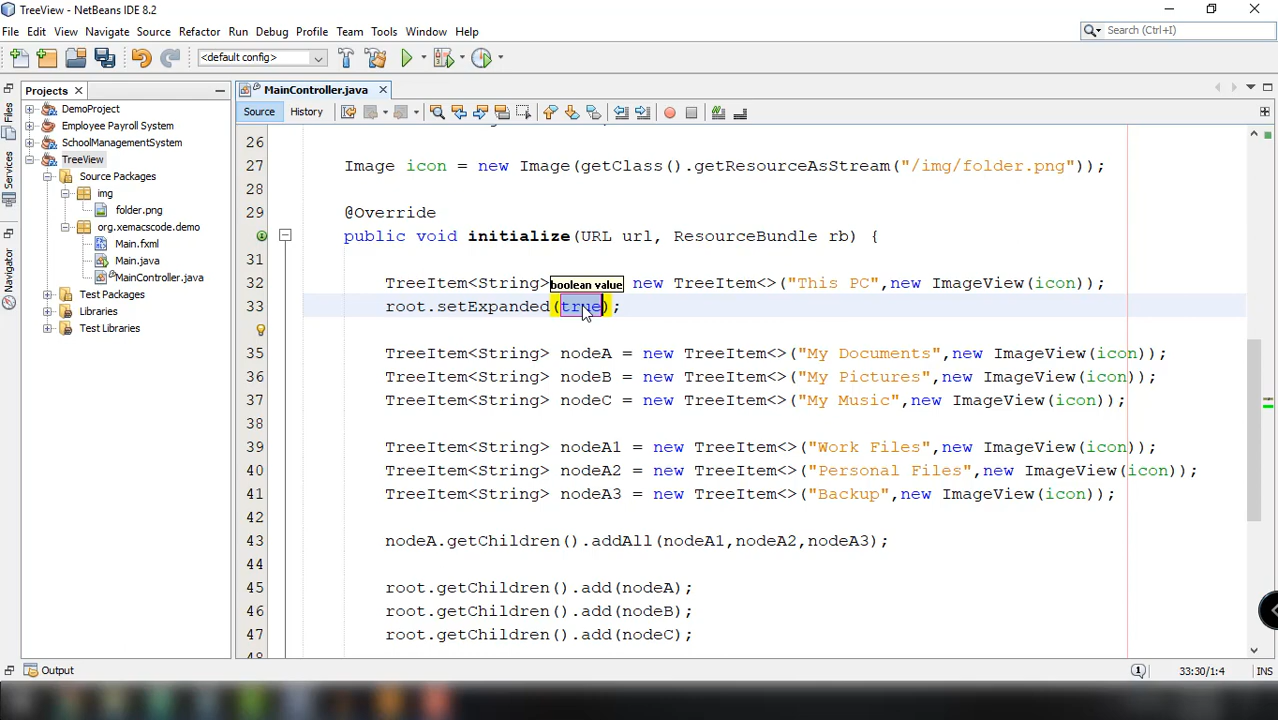 TreeView - NetBeans IDE 8.2
File Edit View Navigate Source Refactor Run Debug Profile Team Tools Window Help
Search (Ctrl+I)
<default config>
Projects
MainController.java
Files
Services
Navigator
DemoProject
Employee Payroll System
SchoolManagementSystem
TreeView
Source Packages
img
folder.png
org.xemacscode.demo
Main.fxml
Main.java
MainController.java
Test Packages
Libraries
Test Libraries
Source History
26
27 Image icon = new Image(getClass().getResourceAsStream("/img/folder.png"));
28
29 @Override
30 public void initialize(URL url, ResourceBundle rb) {
31
32 TreeItem<String> new TreeItem<>("This PC",new ImageView(icon));
boolean value
33 root.setExpanded(true);
35 TreeItem<String> nodeA = new TreeItem<>("My Documents",new ImageView(icon));
36 TreeItem<String> nodeB = new TreeItem<>("My Pictures",new ImageView(icon));
37 TreeItem<String> nodeC = new TreeItem<>("My Music",new ImageView(icon));
38
39 TreeItem<String> nodeA1 = new TreeItem<>("Work Files",new ImageView(icon));
40 TreeItem<String> nodeA2 = new TreeItem<>("Personal Files",new ImageView(icon));
41 TreeItem<String> nodeA3 = new TreeItem<>("Backup",new ImageView(icon));
42
43 nodeA.getChildren().addAll(nodeA1,nodeA2,nodeA3);
44
45 root.getChildren().add(nodeA);
46 root.getChildren().add(nodeB);
47 root.getChildren().add(nodeC);
48
Output
1
33:30/1:4
INS